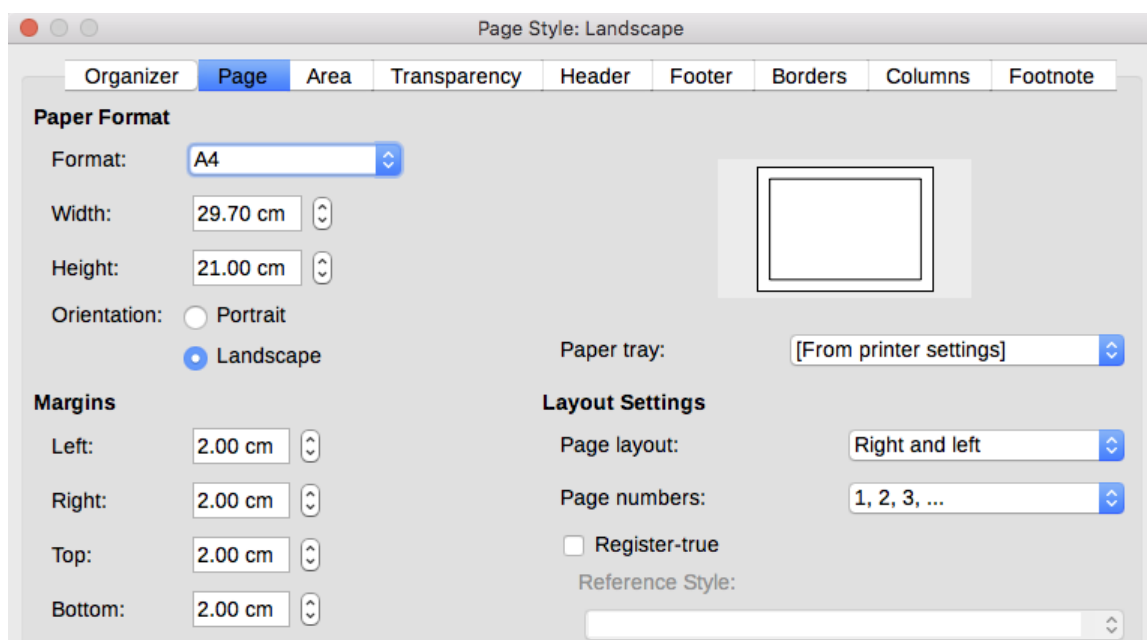 Page Style: Landscape
Organizer Page Area Transparency Header Footer Borders Columns Footnote
Paper Format
Format: A4
Width: 29.70 cm
Height: 21.00 cm
Orientation: Portrait
Landscape
Paper tray: [From printer settings]
Margins
Left: 2.00 cm
Right: 2.00 cm
Top: 2.00 cm
Bottom: 2.00 cm
Layout Settings
Page layout: Right and left
Page numbers: 1, 2, 3, ...
Register-true
Reference Style: